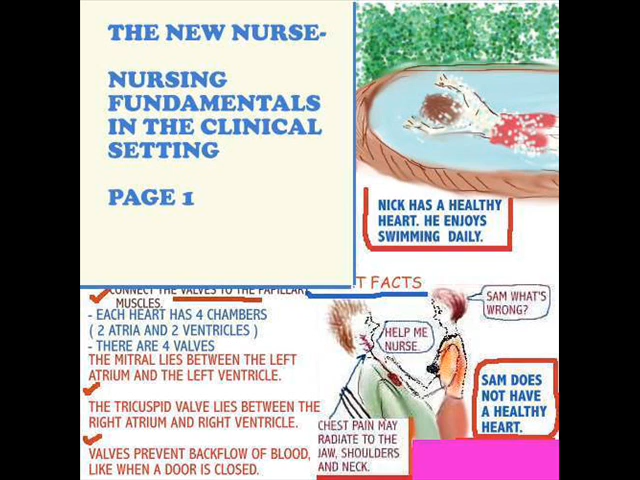 THE NEW NURSE-
NURSING
FUNDAMENTALS
IN THE CLINICAL
SETTING
PAGE 1
NICK HAS A HEALTHY
HEART. HE ENJOYS
SWIMMING DAILY.
T FACTS
CONNECT THE VALVES TO THE PAPILLARY
MUSCLES.
- EACH HEART HAS 4 CHAMBERS
( 2 ATRIA AND 2 VENTRICLES )
- THERE ARE 4 VALVES
THE MITRAL LIES BETWEEN THE LEFT
ATRIUM AND THE LEFT VENTRICLE.
THE TRICUSPID VALVE LIES BETWEEN THE
RIGHT ATRIUM AND RIGHT VENTRICLE.
VALVES PREVENT BACKFLOW OF BLOOD,
LIKE WHEN A DOOR IS CLOSED.
SAM WHAT'S
WRONG?
HELP ME
NURSE
SAM DOES
NOT HAVE
A HEALTHY
HEART.
CHEST PAIN MAY
RADIATE TO THE
JAW, SHOULDERS
AND NECK.